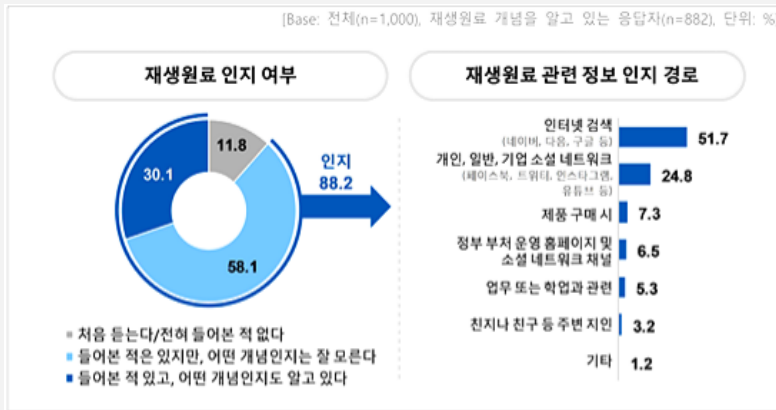 [Base: 전체(n=1,000), 재생원료 개념을 알고 있는 응답자(n=882), 단위: %]
재생원료 인지 여부
11.8
30.1
58.1
인지
88.2
■ 처음 듣는다/전혀 들어본 적 없다
■ 들어본 적은 있지만, 어떤 개념인지는 잘 모른다
■ 들어본 적 있고, 어떤 개념인지도 알고 있다
재생원료 관련 정보 인지 경로
인터넷 검색
(네이버, 다음, 구글 등)
51.7
개인, 일반, 기업 소셜 네트워크
(페이스북, 트위터, 인스타그램,
유튜브 등)
24.8
제품 구매 시
7.3
정부 부처 운영 홈페이지 및
소셜 네트워크 채널
6.5
업무 또는 학업과 관련
5.3
친지나 친구 등 주변 지인
3.2
기타
1.2